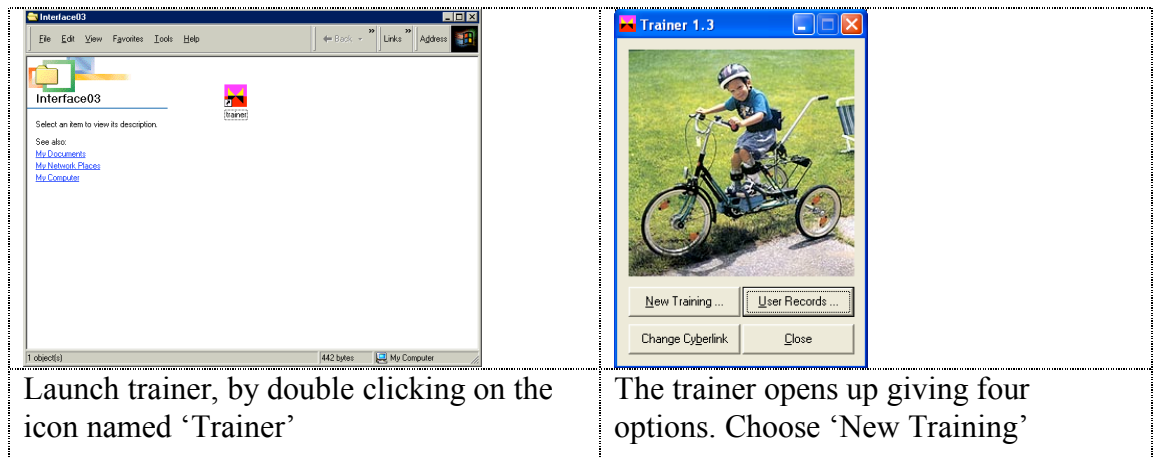 Interface03
File Edit View Favorites Tools Help
Back
Links
Address
Interface03
Select an item to view its description.
See also:
My Documents
My Network Places
My Computer
trainer
1 object(s)
442 bytes
My Computer
Launch trainer, by double clicking on the
icon named ‘Trainer’
Trainer 1.3
New Training ...
User Records ...
Change Cyberlink
Close
The trainer opens up giving four
options. Choose ‘New Training’